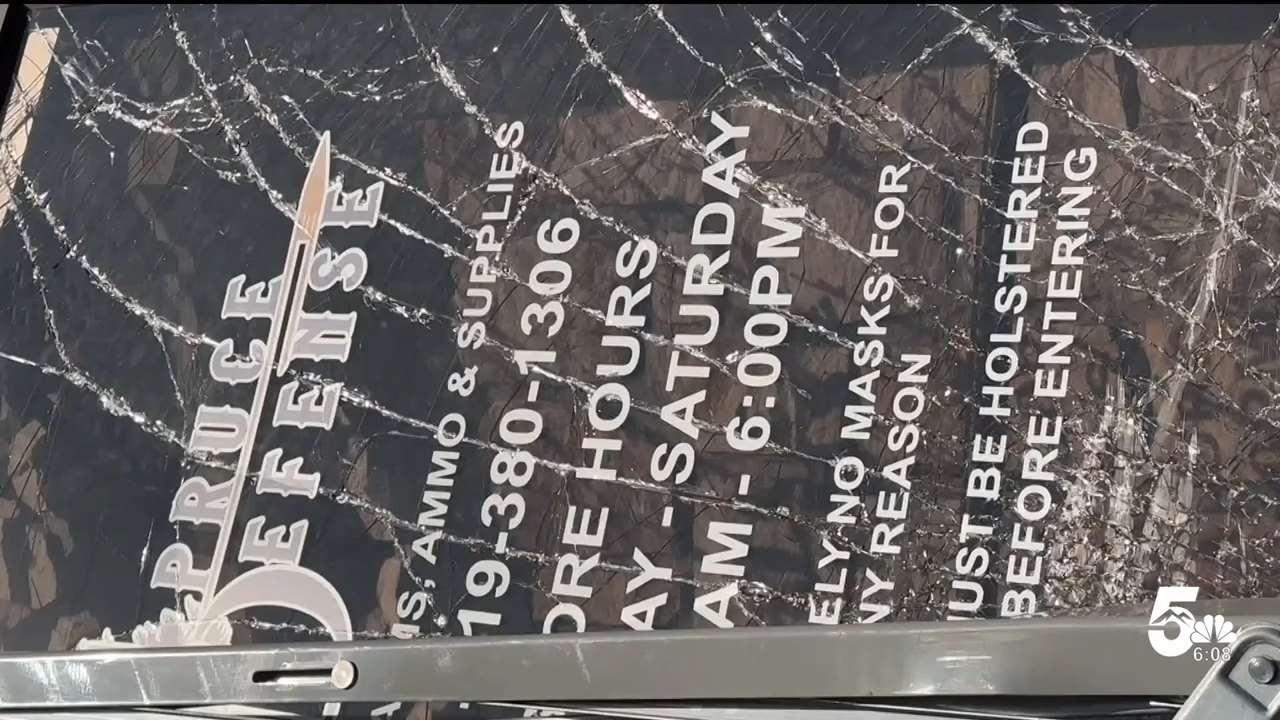 PRUCE
EFENSE
MS, AMMO & SUPPLIES
19-380-1306
ORE HOURS
AY - SATURDAY
AM - 6:00PM
ELY NO MASKS FOR
NY REASON
UST BE HOLSTERED
BEFORE ENTERING
5
6:08